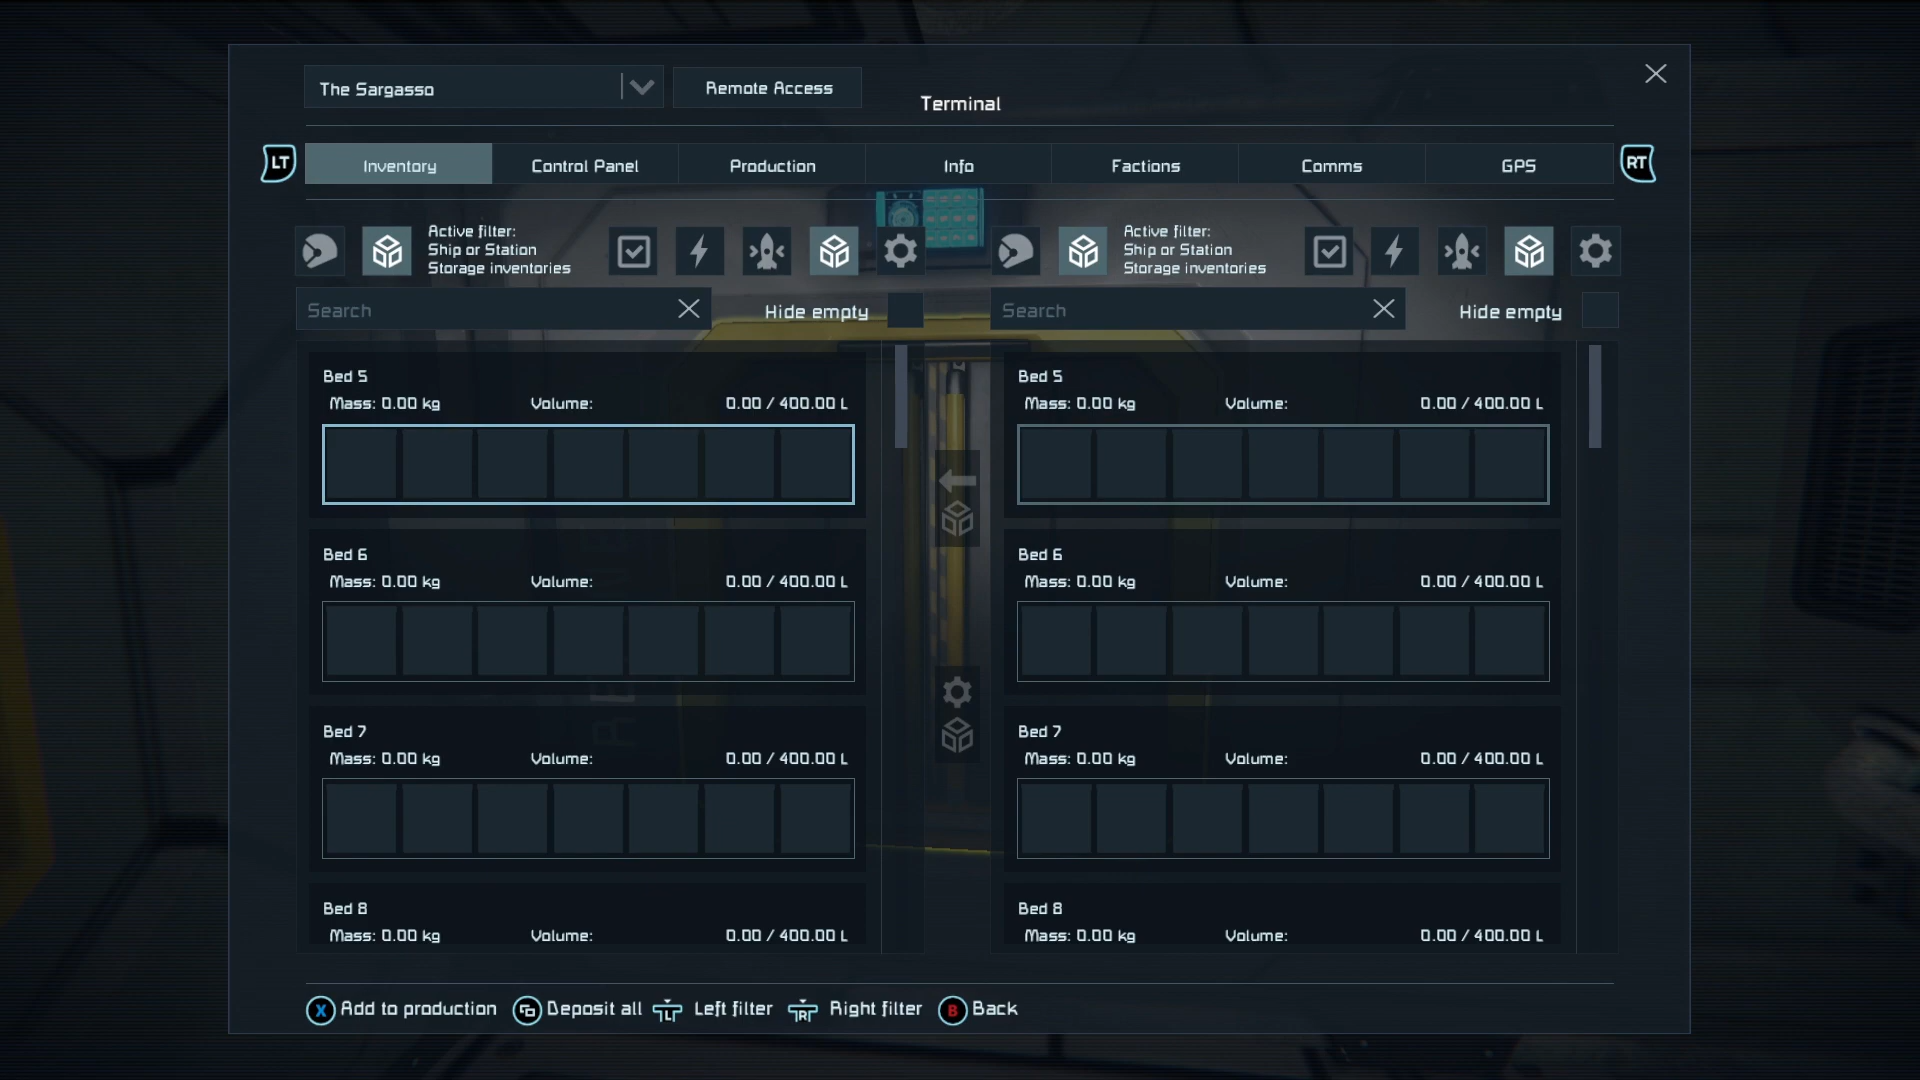 The Sargasso
Remote Access
Terminal
LT
Inventory
Control Panel
Production
Info
Factions
Comms
GPS
RT
Active filter:
Ship or Station
Storage inventories
Active filter:
Ship or Station
Storage inventories
Search
Hide empty
Search
Hide empty
Bed 5
Mass: 0.00 kg
Volume:
0.00 / 400.00 L
Bed 6
Mass: 0.00 kg
Volume:
0.00 / 400.00 L
Bed 7
Mass: 0.00 kg
Volume:
0.00 / 400.00 L
Bed 8
Mass: 0.00 kg
Volume:
0.00 / 400.00 L
Bed 5
Mass: 0.00 kg
Volume:
0.00 / 400.00 L
Bed 6
Mass: 0.00 kg
Volume:
0.00 / 400.00 L
Bed 7
Mass: 0.00 kg
Volume:
0.00 / 400.00 L
Bed 8
Mass: 0.00 kg
Volume:
0.00 / 400.00 L
X Add to production
Deposit all
L Left filter
R Right filter
B Back